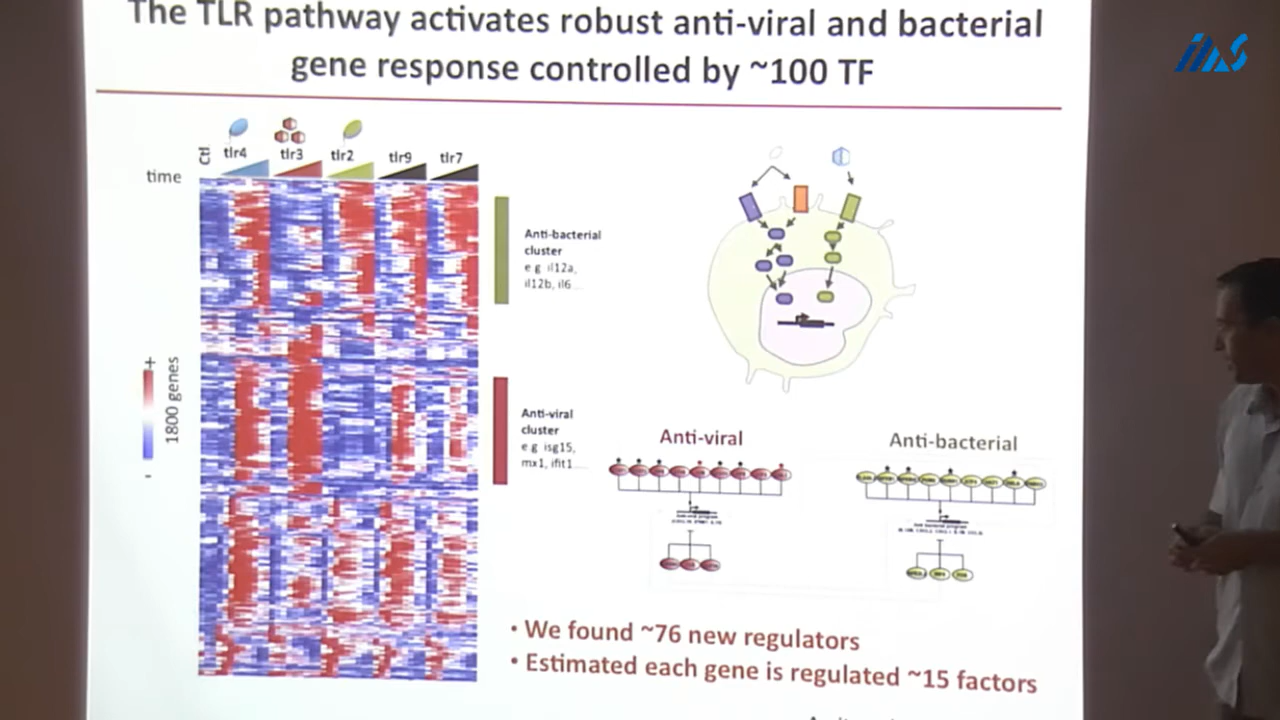 The TLR pathway activates robust anti-viral and bacterial
gene response controlled by ~100 TF
iias
Ctl
tlr4
tlr3
tlr2
tlr9
tlr7
time
Anti-bacterial
cluster
e g il12a,
il12b, il6
+
1800 genes
-
Anti-viral
cluster
e.g isg15,
mx1, ifit1
Anti-viral
Anti-bacterial
• We found ~76 new regulators
• Estimated each gene is regulated ~15 factors